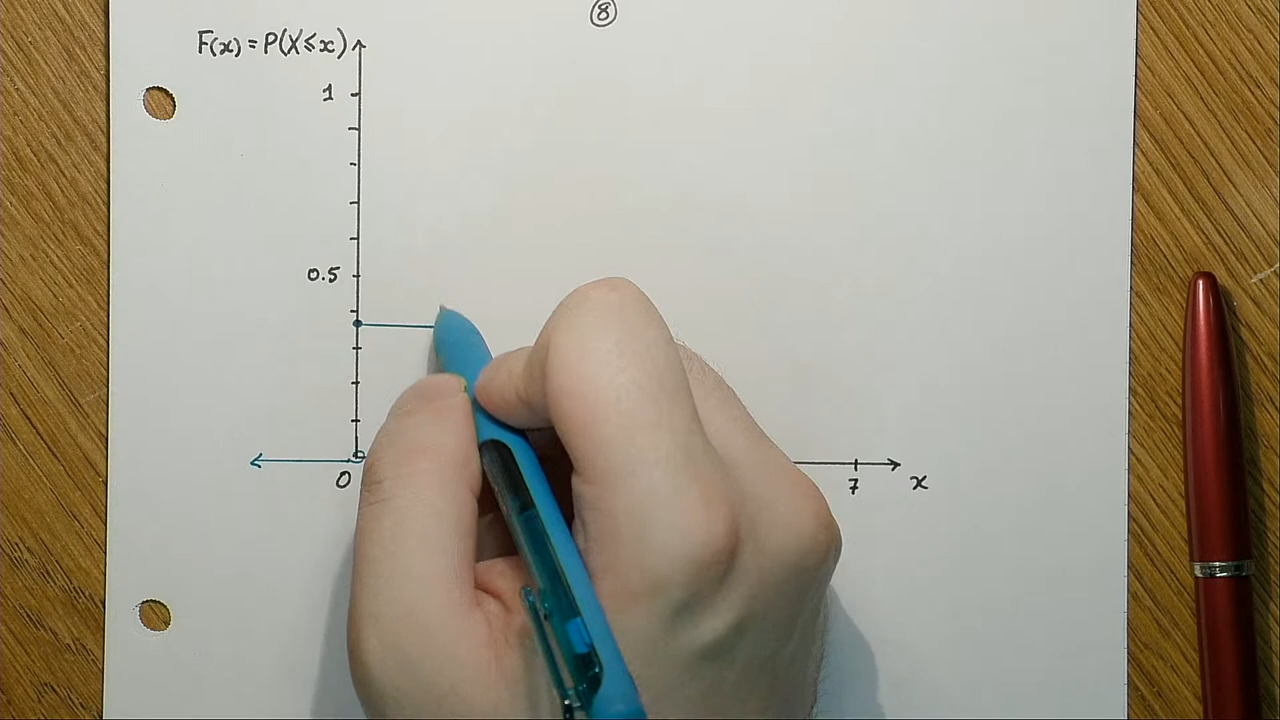 ⑧
F(x) = P(X≤x)
1
0.5
0
7
x